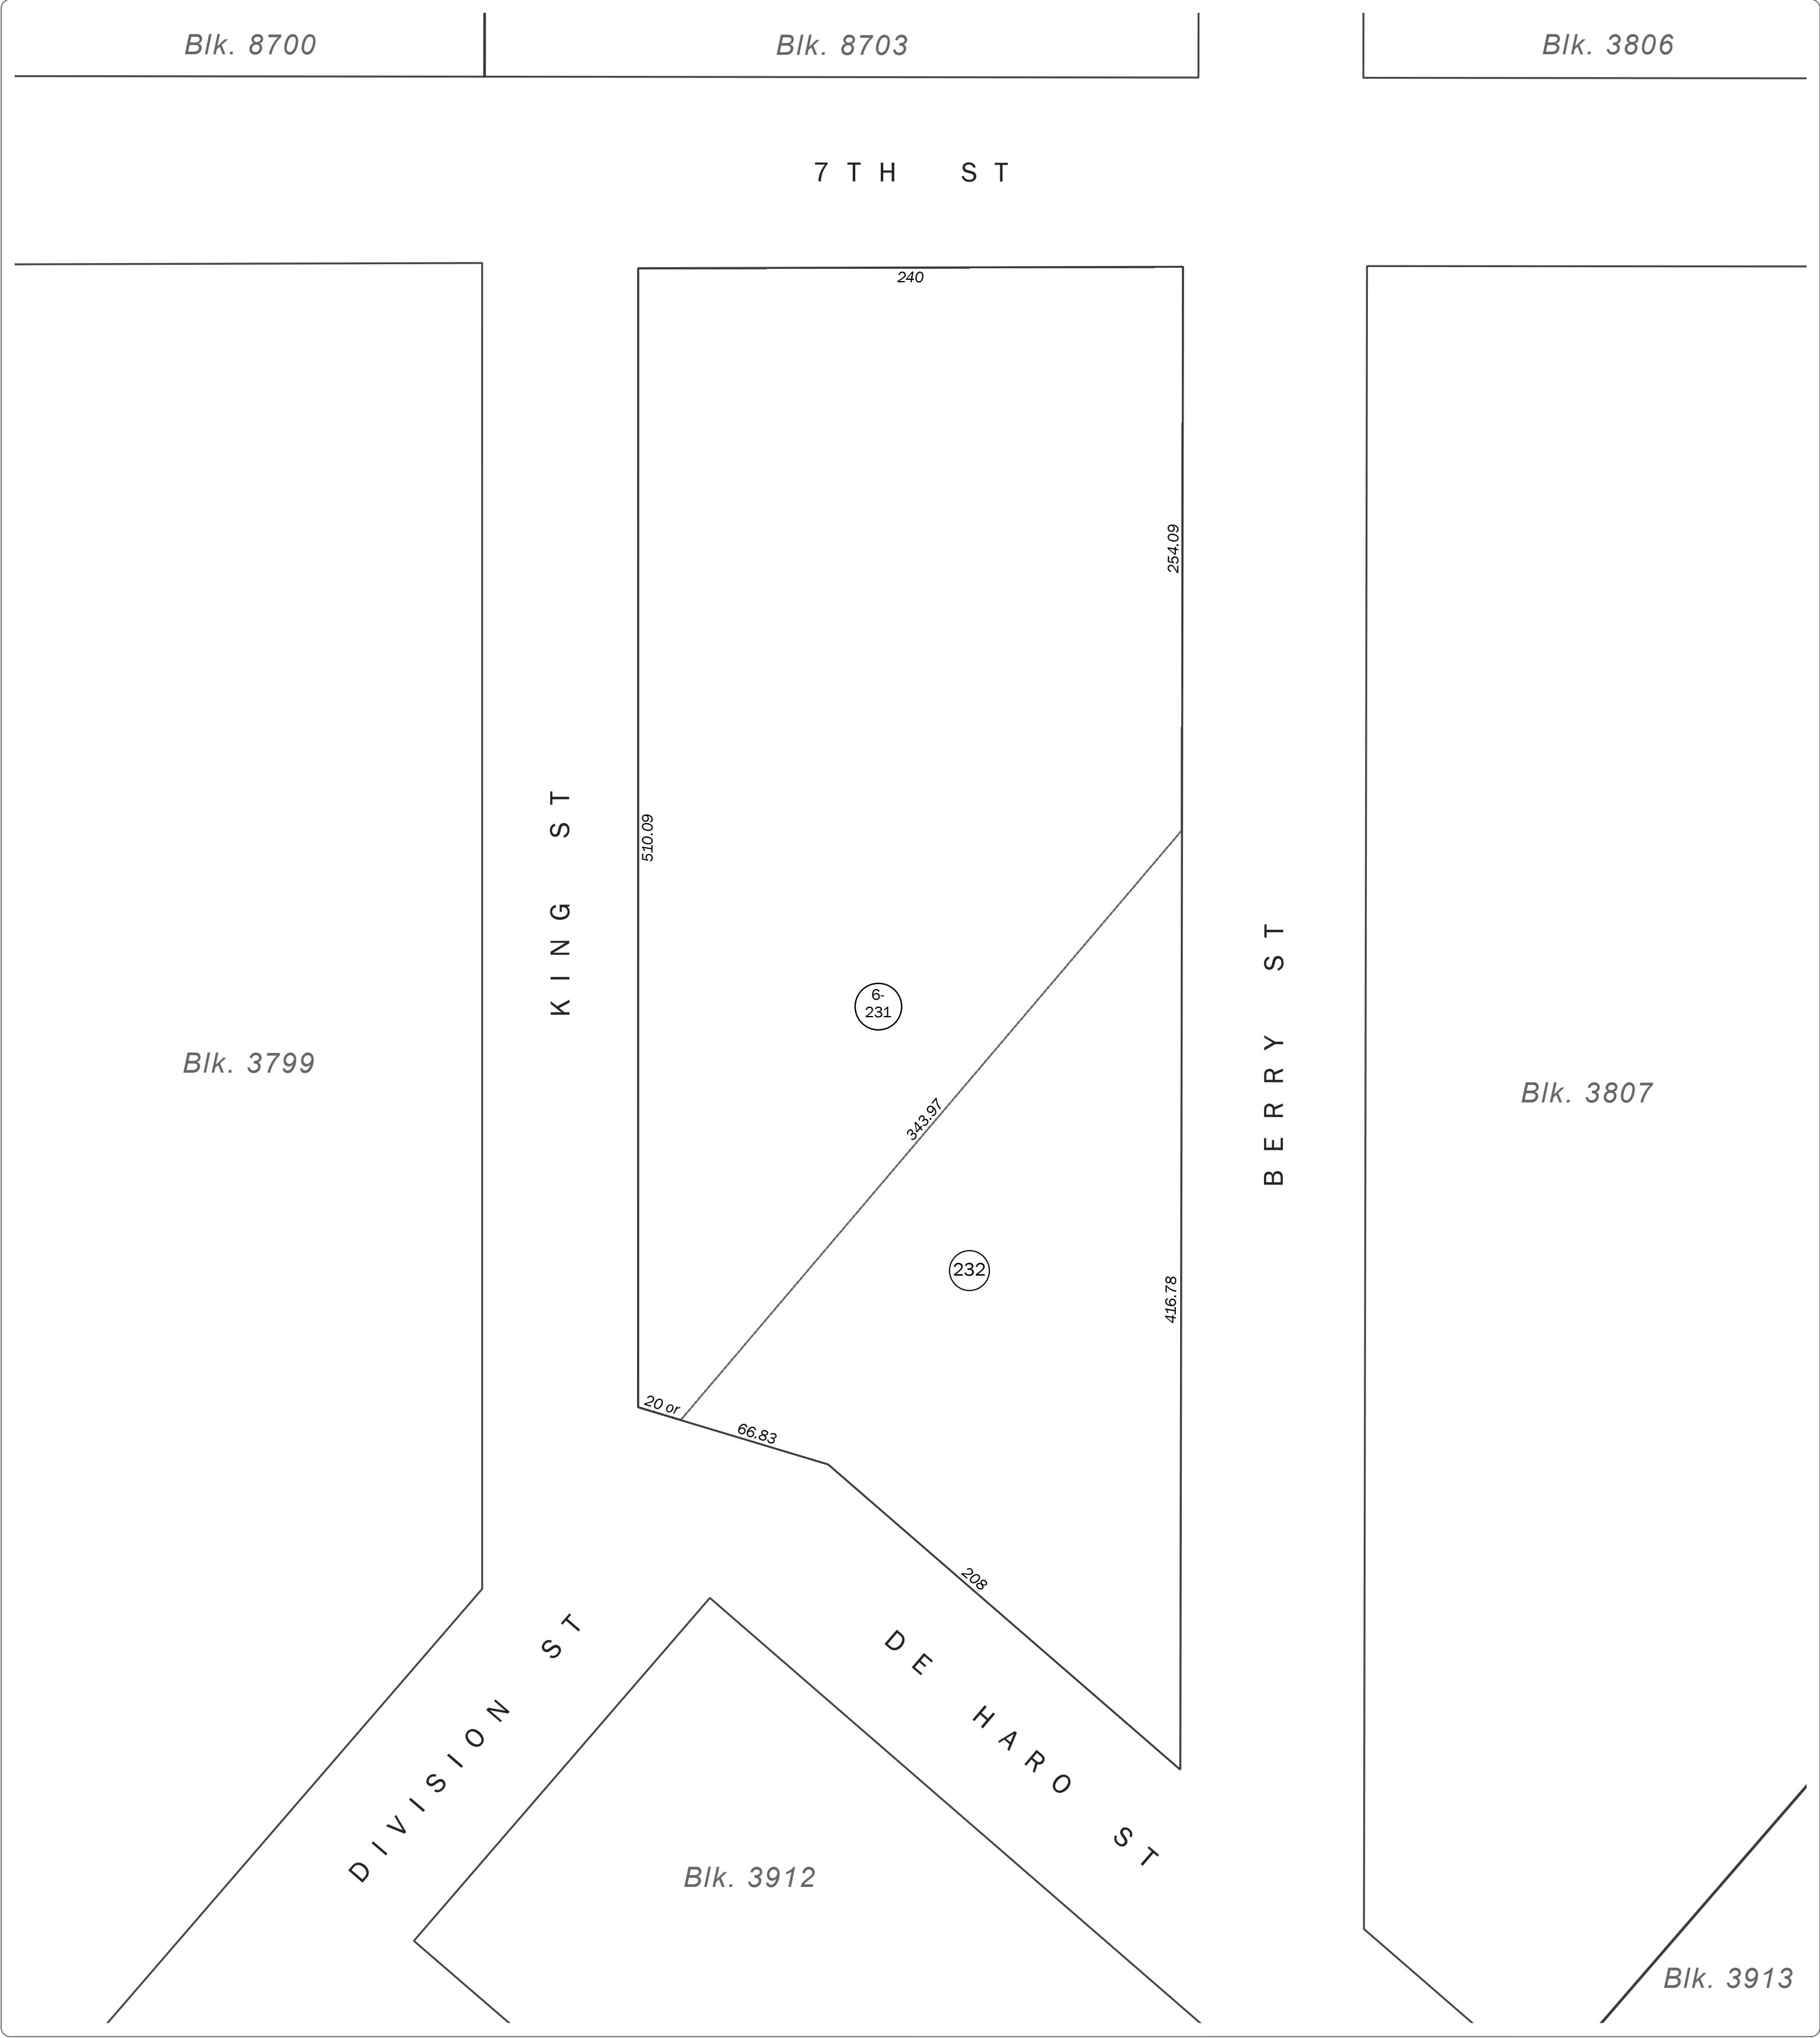 Blk. 8700
Blk. 8703
Blk. 3806
7TH ST
240
254.09
510.09
KING ST
BERRY ST
6-
231
Blk. 3799
Blk. 3807
343.97
232
416.78
20 or
66.83
208
DIVISION ST
DE HARO ST
Blk. 3912
Blk. 3913